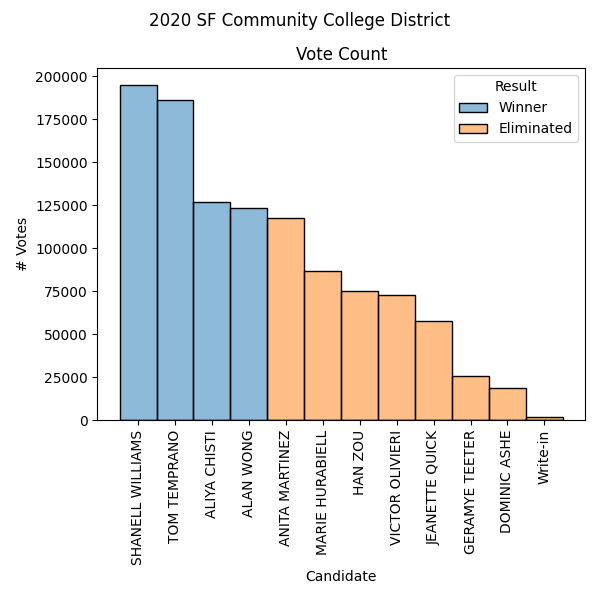 2020 SF Community College District
Vote Count
200000
175000
150000
125000
100000
75000
50000
25000
0
# Votes
Result
Winner
Eliminated
SHANELL WILLIAMS
TOM TEMPRANO
ALIYA CHISTI
ALAN WONG
ANITA MARTINEZ
MARIE HURABIELL
HAN ZOU
VICTOR OLIVIERI
JEANETTE QUICK
GERAMYE TEETER
DOMINIC ASHE
Write-in
Candidate